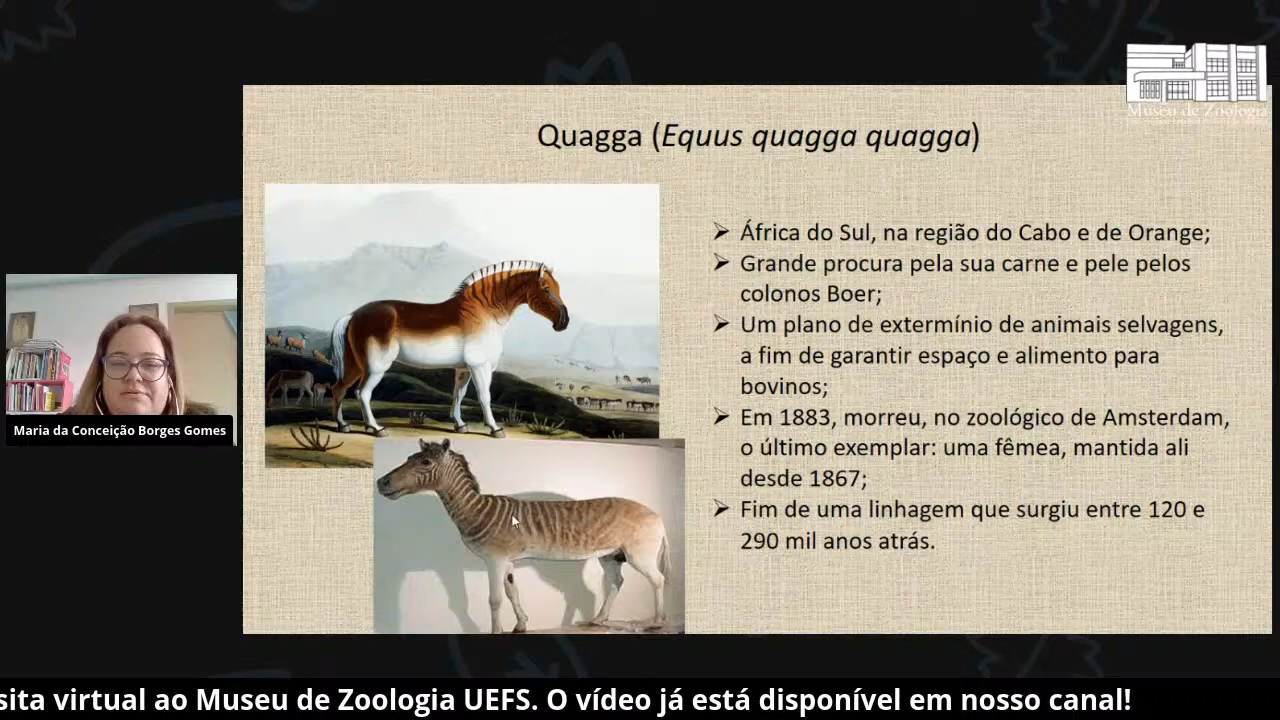 Museu de Zoologia
Quagga (Equus quagga quagga)
➢ África do Sul, na região do Cabo e de Orange;
➢ Grande procura pela sua carne e pele pelos
colonos Boer;
➢ Um plano de extermínio de animais selvagens,
a fim de garantir espaço e alimento para
bovinos;
➢ Em 1883, morreu, no zoológico de Amsterdam,
o último exemplar: uma fêmea, mantida ali
desde 1867;
➢ Fim de uma linhagem que surgiu entre 120 e
290 mil anos atrás.
Maria da Conceição Borges Gomes
sita virtual ao Museu de Zoologia UEFS. O vídeo já está disponível em nosso canal!